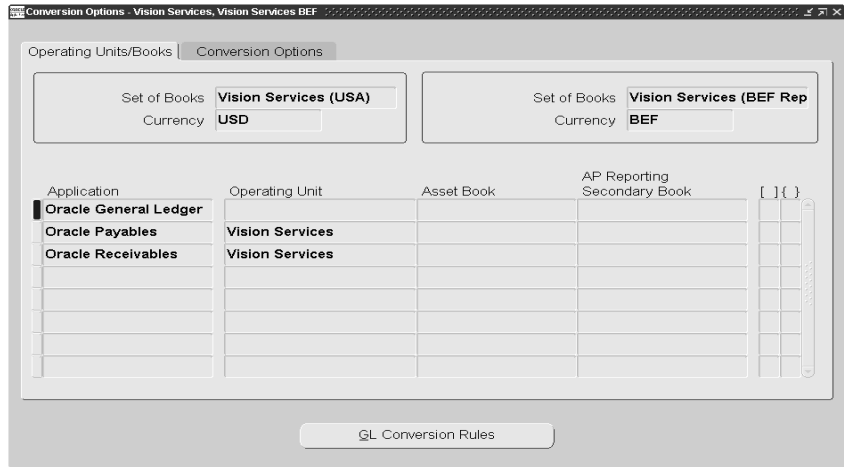 Conversion Options - Vision Services, Vision Services BEF
Operating Units/Books
Conversion Options
Set of Books Vision Services (USA)
Currency USD
Set of Books Vision Services (BEF Rep
Currency BEF
Application Operating Unit Asset Book AP Reporting Secondary Book [ ] { }
Oracle General Ledger
Oracle Payables Vision Services
Oracle Receivables Vision Services
GL Conversion Rules